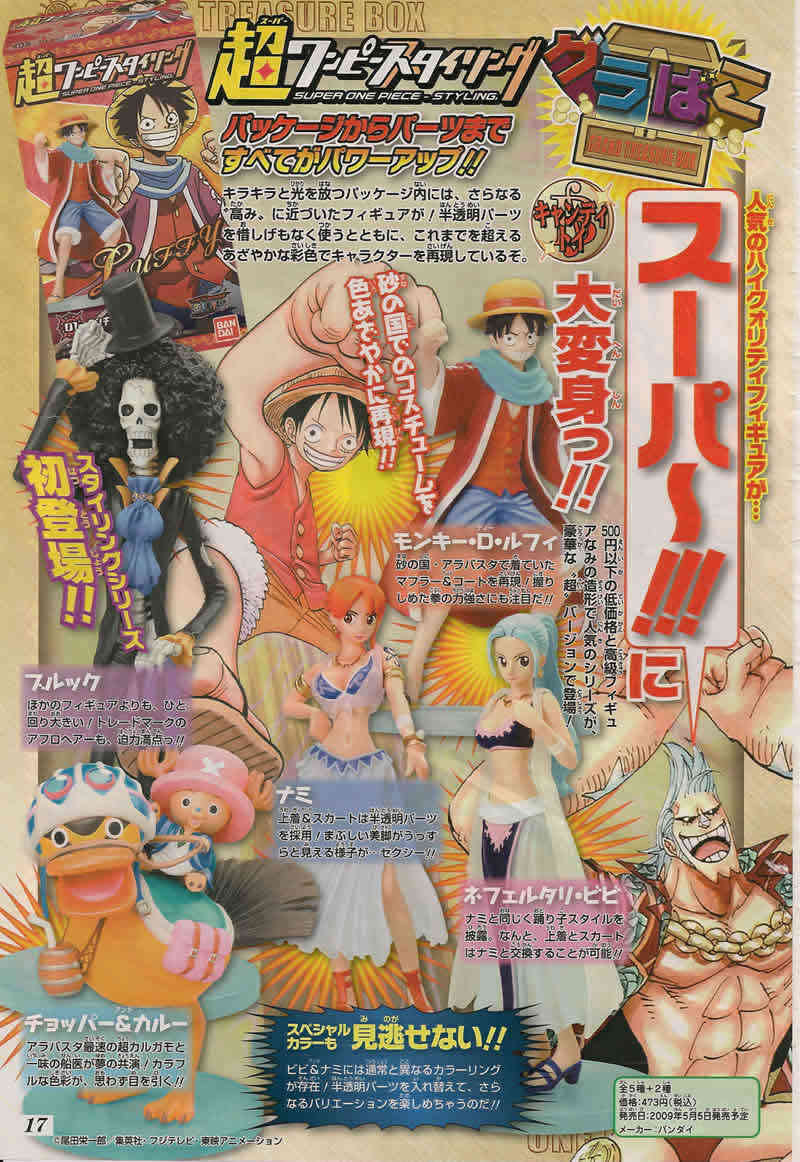 TREASURE BOX
超ワンピースタイリング
SUPER ONE PIECE-STYLING
BAN
DAI
スーパー
超ワンピースタイリング
SUPER ONE PIECE-STYLING
グラばこ
GRAND TREASURE BOX
パッケージからパーツまで
すべてがパワーアップ!!
キラキラと光を放つパッケージ内には、さらなる
“高み„に近づいたフィギュアが！半透明パーツ
を惜しげもなく使うとともに、これまでを超える
あざやかな彩色でキャラクターを再現しているぞ。
キャンディ
トイ
人気のハイクォリティフィギュアが…
スーパ〜!!!に
大変身っ!!
500円以下の低価格と高級フィギュ
アなみの造形で人気のシリーズが、
豪華な“超„バージョンで登場！
砂の国でのコスチュームを
色あざやかに再現!!
モンキー・D・ルフィ
砂の国・アラバスタで着ていた
マフラー&コートを再現！握り
しめた拳の力強さにも注目だ!!
スタイリングシリーズ
初登場!!
ブルック
ほかのフィギュアよりも、ひと
回り大きい！トレードマークの
アフロヘアーも、迫力満点っ!!
ナミ
上着&スカートは半透明パーツ
を採用！まぶしい美脚がうっす
らと見える様子が…セクシー!!
ネフェルタリ・ビビ
ナミと同じく踊り子スタイルを
披露。なんと、上着とスカート
はナミと交換することが可能!!
チョッパー&カルー
アラバスタ最速の超カルガモと
一味の船医が夢の共演！カラフ
ルな色彩が、思わず目を引く!!
スペシャル
カラーも見逃せない!!
ビビ&ナミには通常と異なるカラーリング
が存在！半透明パーツを入れ替えて、さら
なるバリエーションを楽しめちゃうのだ!!
全5種+2種
価格:473円(税込)
発売日:2009年5月5日発売予定
メーカー:バンダイ
17
©尾田栄一郎 集英社・フジテレビ・東映アニメーション